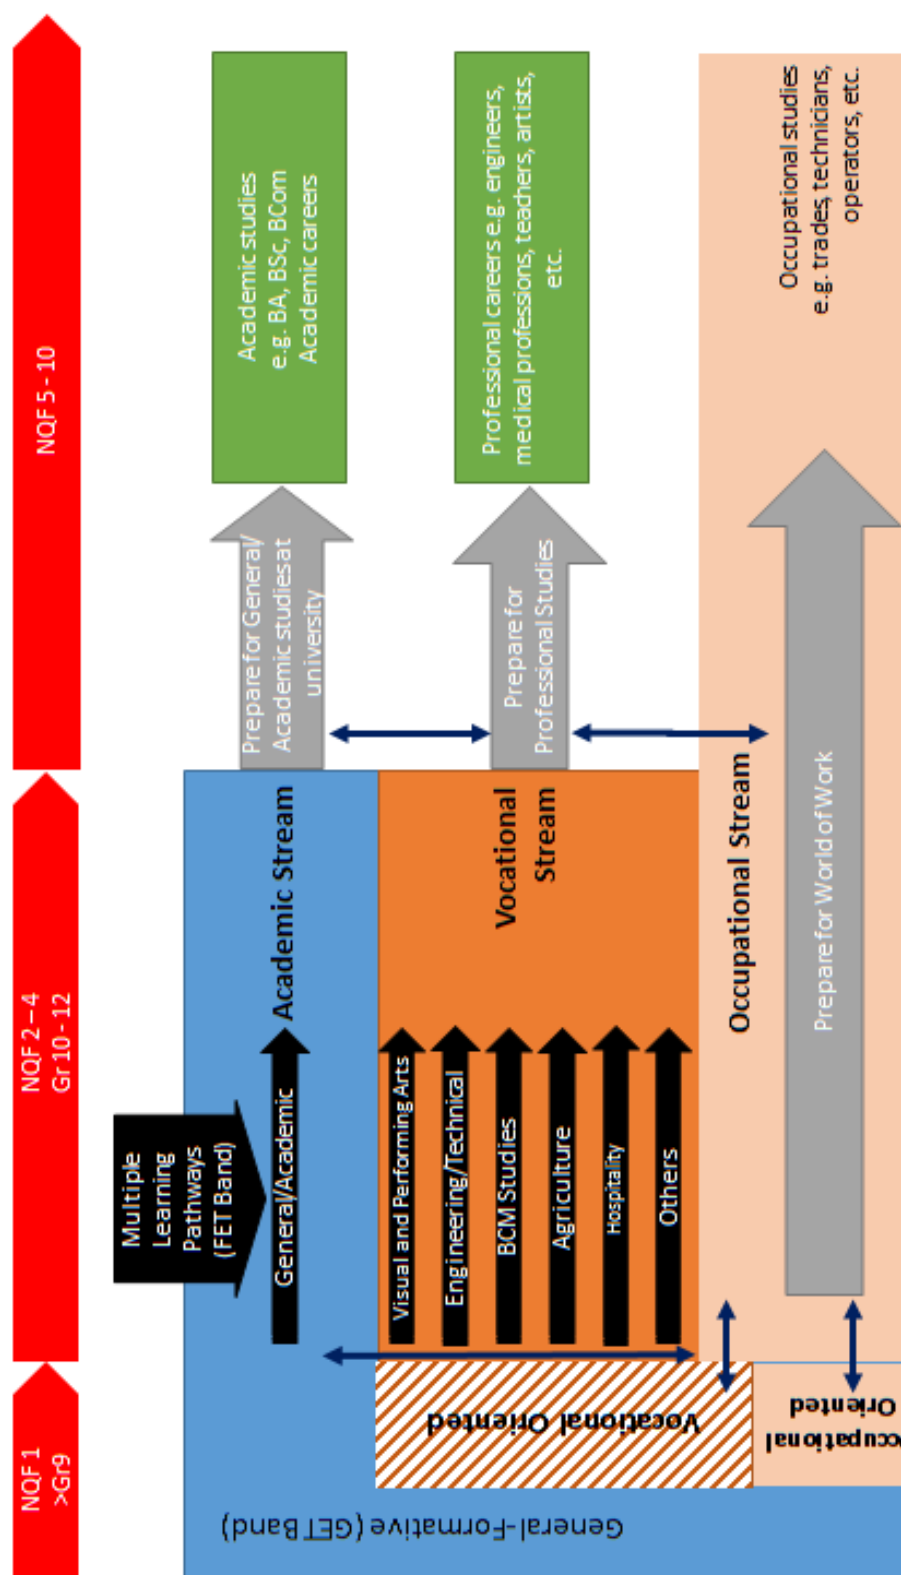 NQF 1
>Gr9
NQF 2 – 4
Gr 10 - 12
NQF 5 - 10
Multiple
Learning
Pathways
(FET Band)
General/Academic
Academic Stream
Prepare for General/
Academic studiesat
university
Academic studies
e.g. BA, BSc, BCom
Academic careers
Visual and Performing Arts
Engineering/Technical
BCM Studies
Agriculture
Hospitality
Others
Vocational
Stream
Prepare for
Professional Studies
Professional careers e.g. engineers,
medical professions, teachers, artists,
etc.
Occupational Stream
Prepare for World of Work
Occupational studies
e.g. trades, technicians,
operators, etc.
General-Formative (GET Band)
Vocational Oriented
ccupational
Oriented